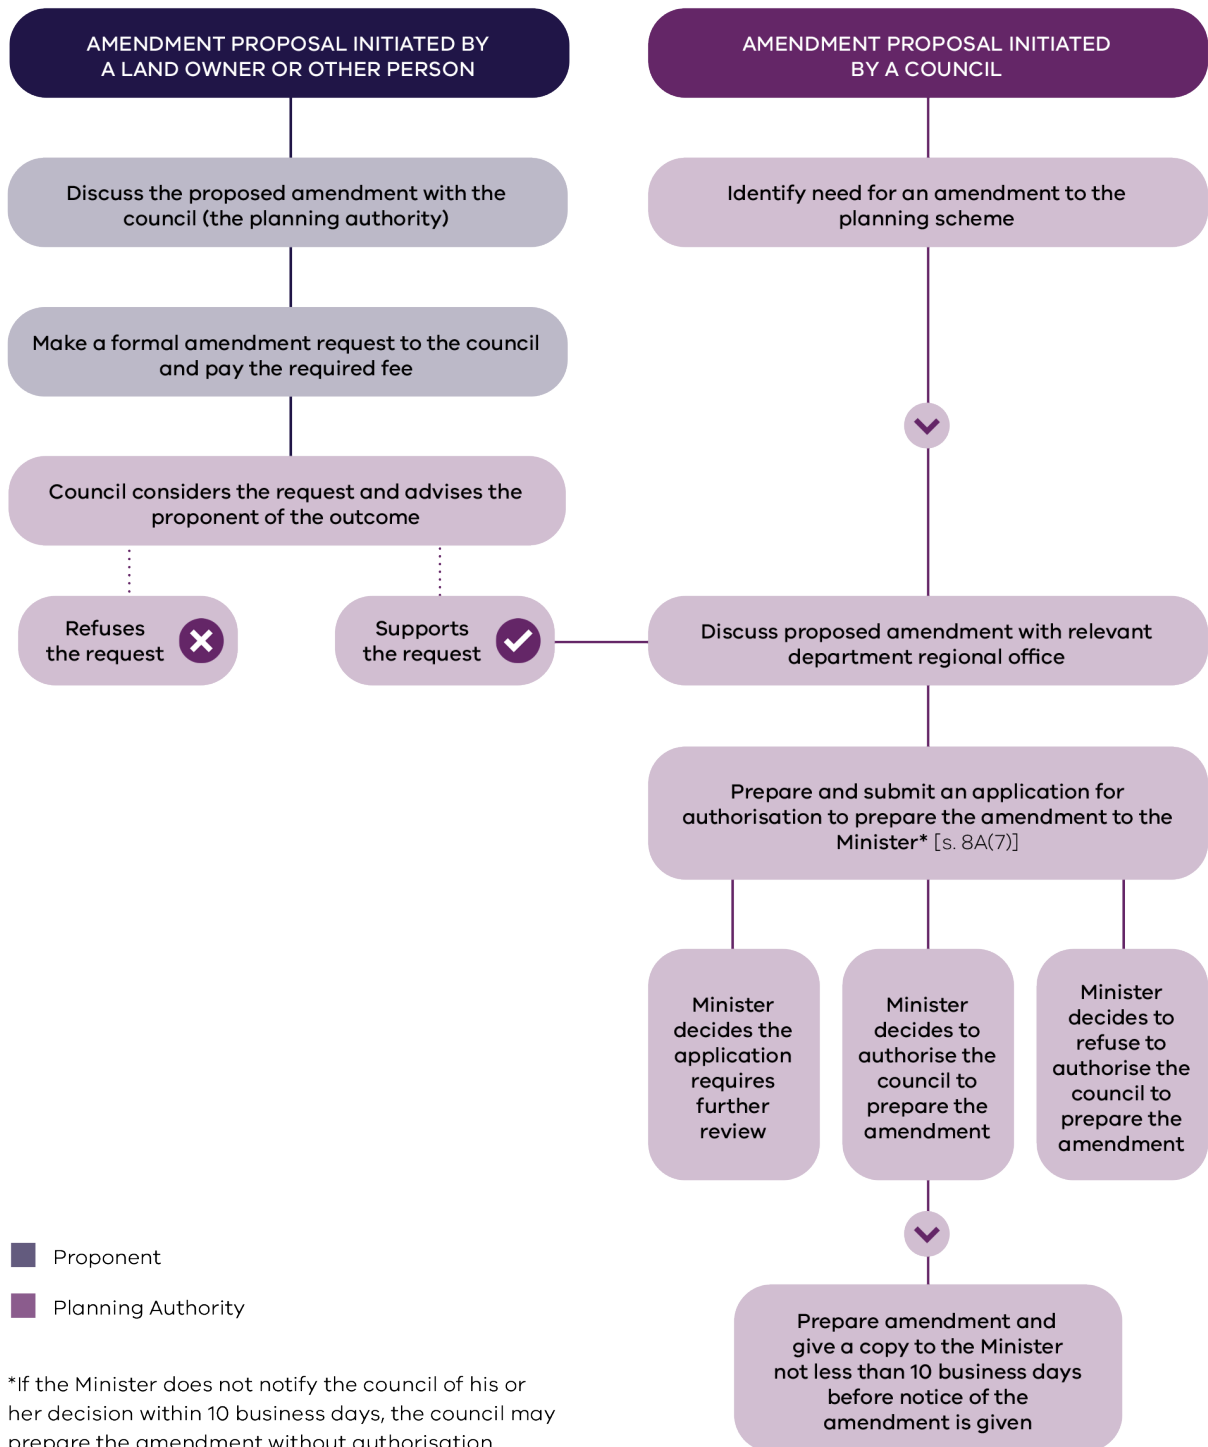 AMENDMENT PROPOSAL INITIATED BY
A LAND OWNER OR OTHER PERSON
Discuss the proposed amendment with the
council (the planning authority)
Make a formal amendment request to the council
and pay the required fee
Council considers the request and advises the
proponent of the outcome
Refuses
the request
Supports
the request
AMENDMENT PROPOSAL INITIATED
BY A COUNCIL
Identify need for an amendment to the
planning scheme
Discuss proposed amendment with relevant
department regional office
Prepare and submit an application for
authorisation to prepare the amendment to the
Minister* [s. 8A(7)]
Minister
decides the
application
requires
further
review
Minister
decides to
authorise the
council to
prepare the
amendment
Minister
decides to
refuse to
authorise the
council to
prepare the
amendment
Prepare amendment and
give a copy to the Minister
not less than 10 business days
before notice of the
amendment is given
Proponent
Planning Authority
*If the Minister does not notify the council of his or
her decision within 10 business days, the council may
prepare the amendment without authorisation